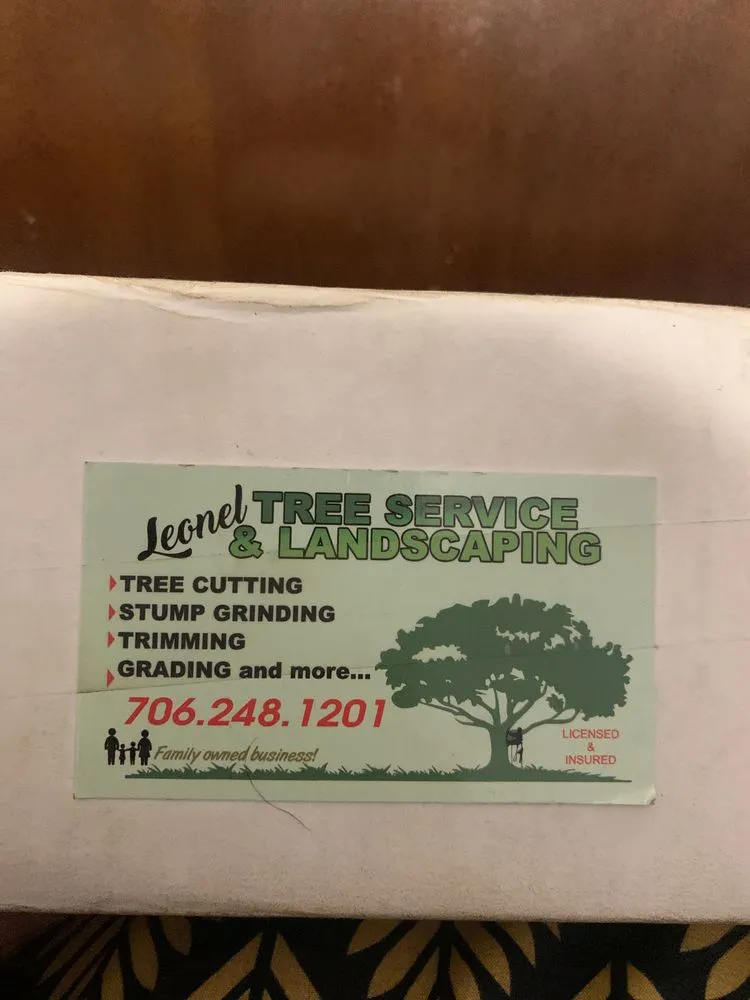 Leonel TREE SERVICE
& LANDSCAPING
TREE CUTTING
STUMP GRINDING
TRIMMING
GRADING and more...
706.248.1201
Family owned business!
LICENSED
&
INSURED